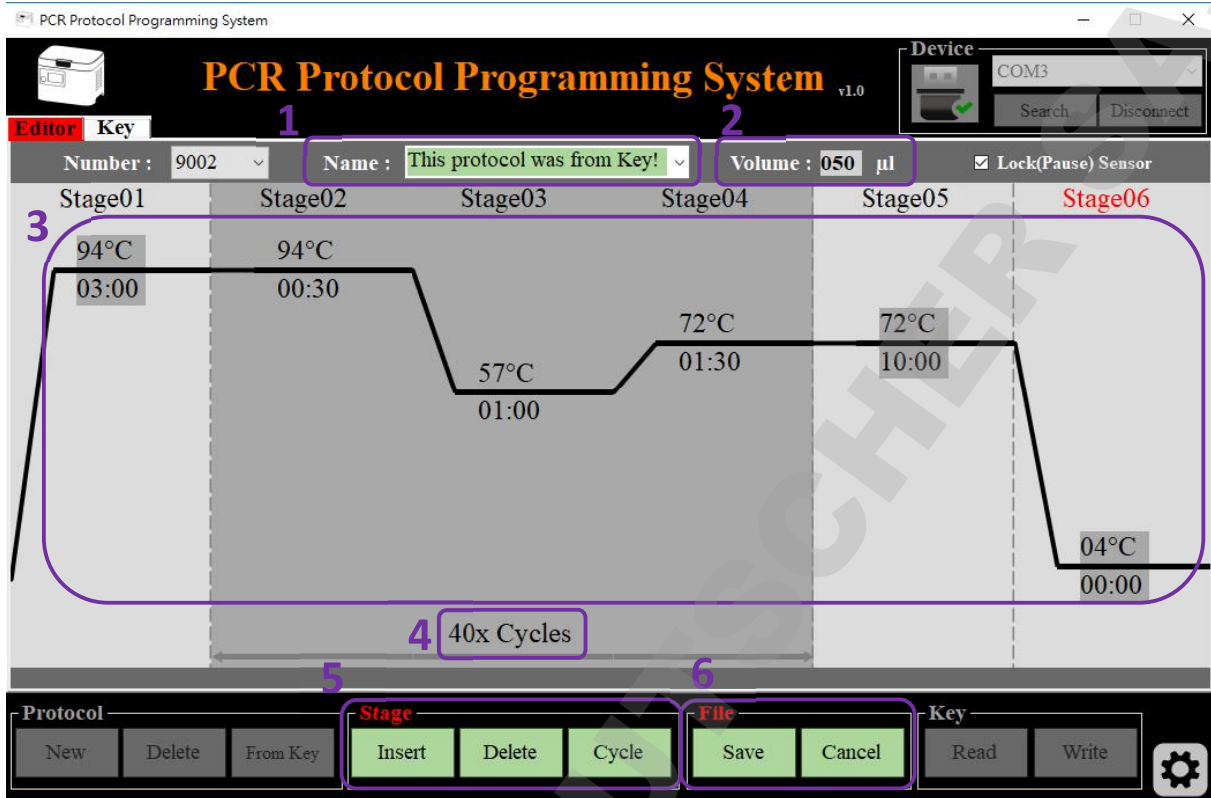 PCR Protocol Programming System
PCR Protocol Programming System v1.0
Device
COM3
Search Disconnect
Editor Key
1 2
Number : 9002 Name : This protocol was from Key! Volume : 050 µl Lock(Pause) Sensor
Stage01 Stage02 Stage03 Stage04 Stage05 Stage06
3
94°C 94°C
03:00 00:30
72°C 72°C
01:30 10:00
57°C
01:00
04°C
00:00
4 40x Cycles
5 6
Protocol Stage File Key
New Delete From Key Insert Delete Cycle Save Cancel Read Write